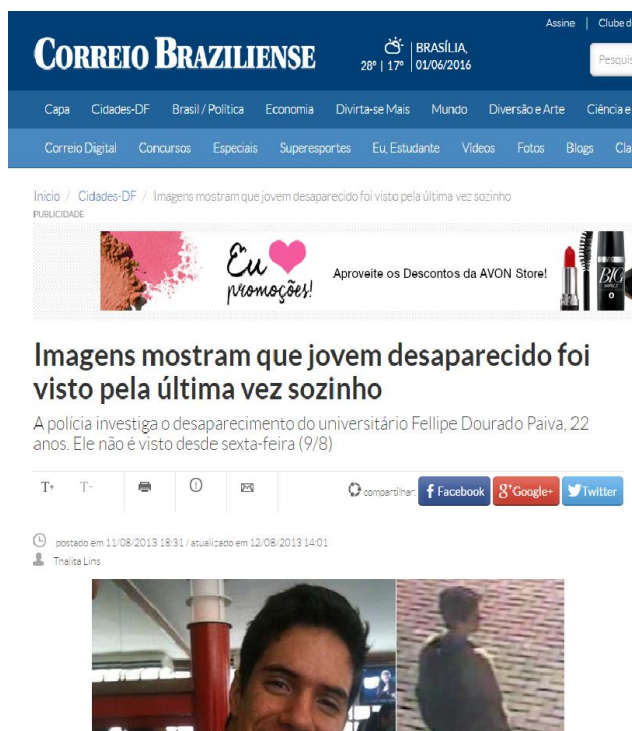 Assine | Clube d
CORREIO BRAZILIENSE
28º | 17º
BRASÍLIA,
01/06/2016
Pesquis
Capa Cidades-DF Brasil / Política Economia Divirta-se Mais Mundo Diversão e Arte Ciência e
Correio Digital Concursos Especiais Superesportes Eu, Estudante Vídeos Fotos Blogs Cla
Início / Cidades-DF / Imagens mostram que jovem desaparecido foi visto pela última vez sozinho
PUBLICIDADE
Eu
promoções!
Aproveite os Descontos da AVON Store!
BIG
Imagens mostram que jovem desaparecido foi
visto pela última vez sozinho
A polícia investiga o desaparecimento do universitário Fellipe Dourado Paiva, 22
anos. Ele não é visto desde sexta-feira (9/8)
T+ T- compartilhar: f Facebook g+ Google+ Twitter
postado em 11/08/2013 18:31 / atualizado em 12/08/2013 14:01
Thalita Lins